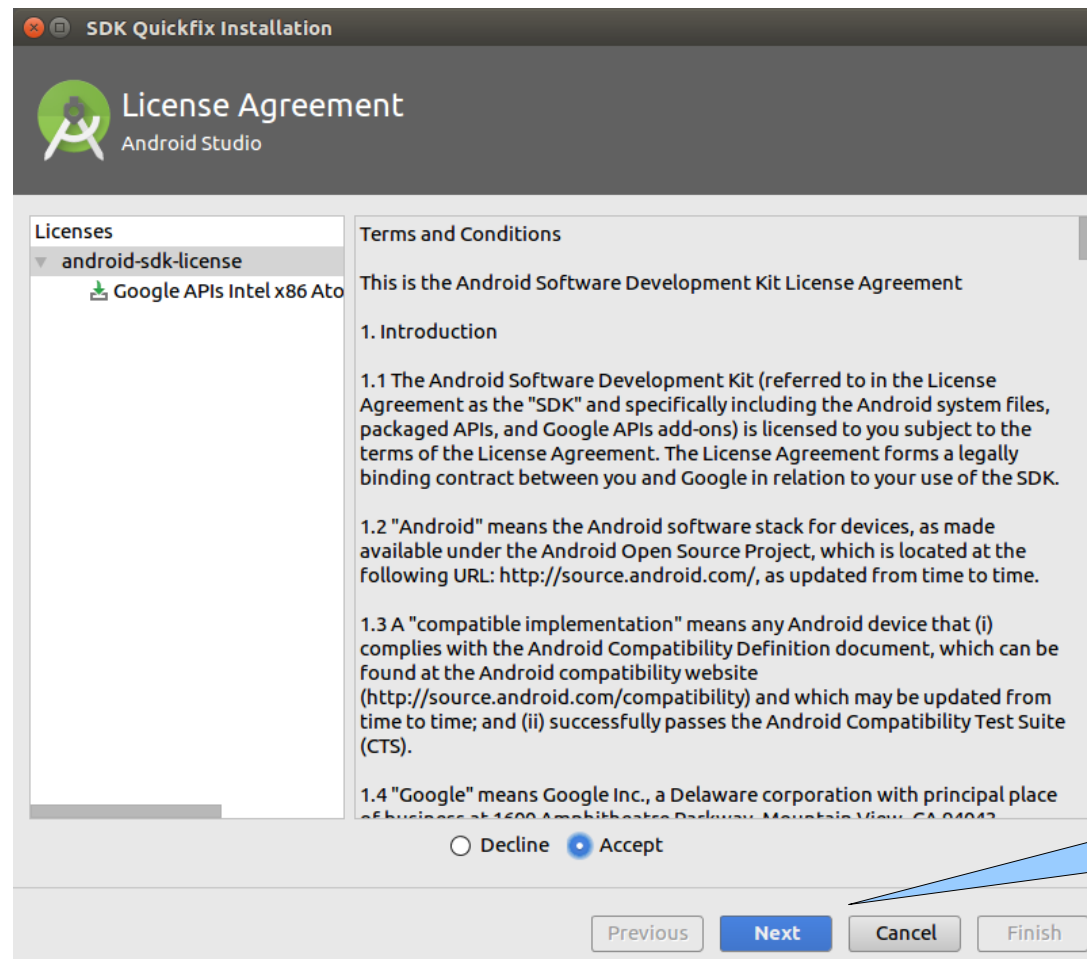 SDK Quickfix Installation
License Agreement
Android Studio
Licenses
android-sdk-license
Google APIs Intel x86 Ato
Terms and Conditions
This is the Android Software Development Kit License Agreement
1. Introduction
1.1 The Android Software Development Kit (referred to in the License
Agreement as the "SDK" and specifically including the Android system files,
packaged APIs, and Google APIs add-ons) is licensed to you subject to the
terms of the License Agreement. The License Agreement forms a legally
binding contract between you and Google in relation to your use of the SDK.
1.2 "Android" means the Android software stack for devices, as made
available under the Android Open Source Project, which is located at the
following URL: http://source.android.com/, as updated from time to time.
1.3 A "compatible implementation" means any Android device that (i)
complies with the Android Compatibility Definition document, which can be
found at the Android compatibility website
(http://source.android.com/compatibility) and which may be updated from
time to time; and (ii) successfully passes the Android Compatibility Test Suite
(CTS).
1.4 "Google" means Google Inc., a Delaware corporation with principal place
of business at 1600 Amphitheatre Parkway, Mountain View, CA 94043
Decline
Accept
Previous
Next
Cancel
Finish